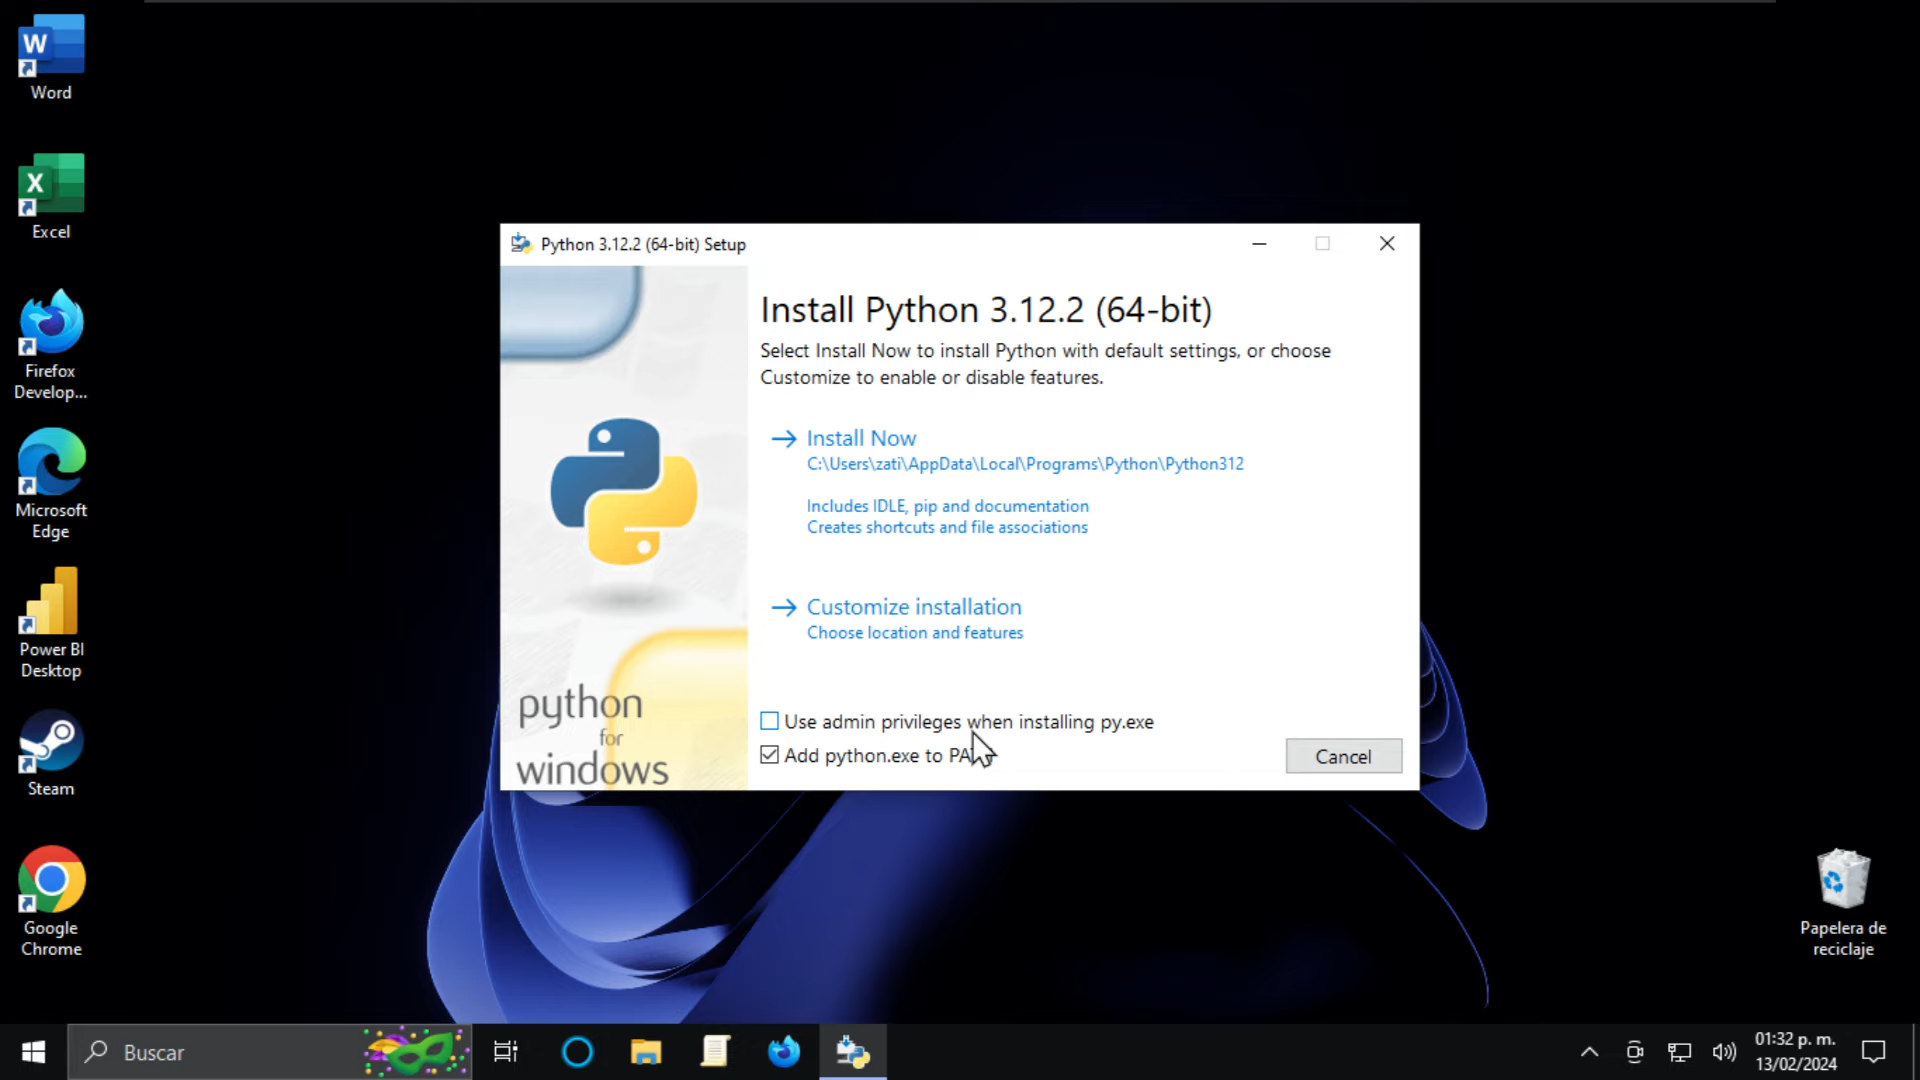 Word
Excel
Firefox
Develop...
Microsoft
Edge
Power BI
Desktop
Steam
Google
Chrome
Python 3.12.2 (64-bit) Setup
Install Python 3.12.2 (64-bit)
Select Install Now to install Python with default settings, or choose
Customize to enable or disable features.
Install Now
C:\Users\zati\AppData\Local\Programs\Python\Python312
Includes IDLE, pip and documentation
Creates shortcuts and file associations
Customize installation
Choose location and features
Use admin privileges when installing py.exe
Add python.exe to
Cancel
python
for
windows
Papelera de
reciclaje
Buscar
01:32 p. m.
13/02/2024